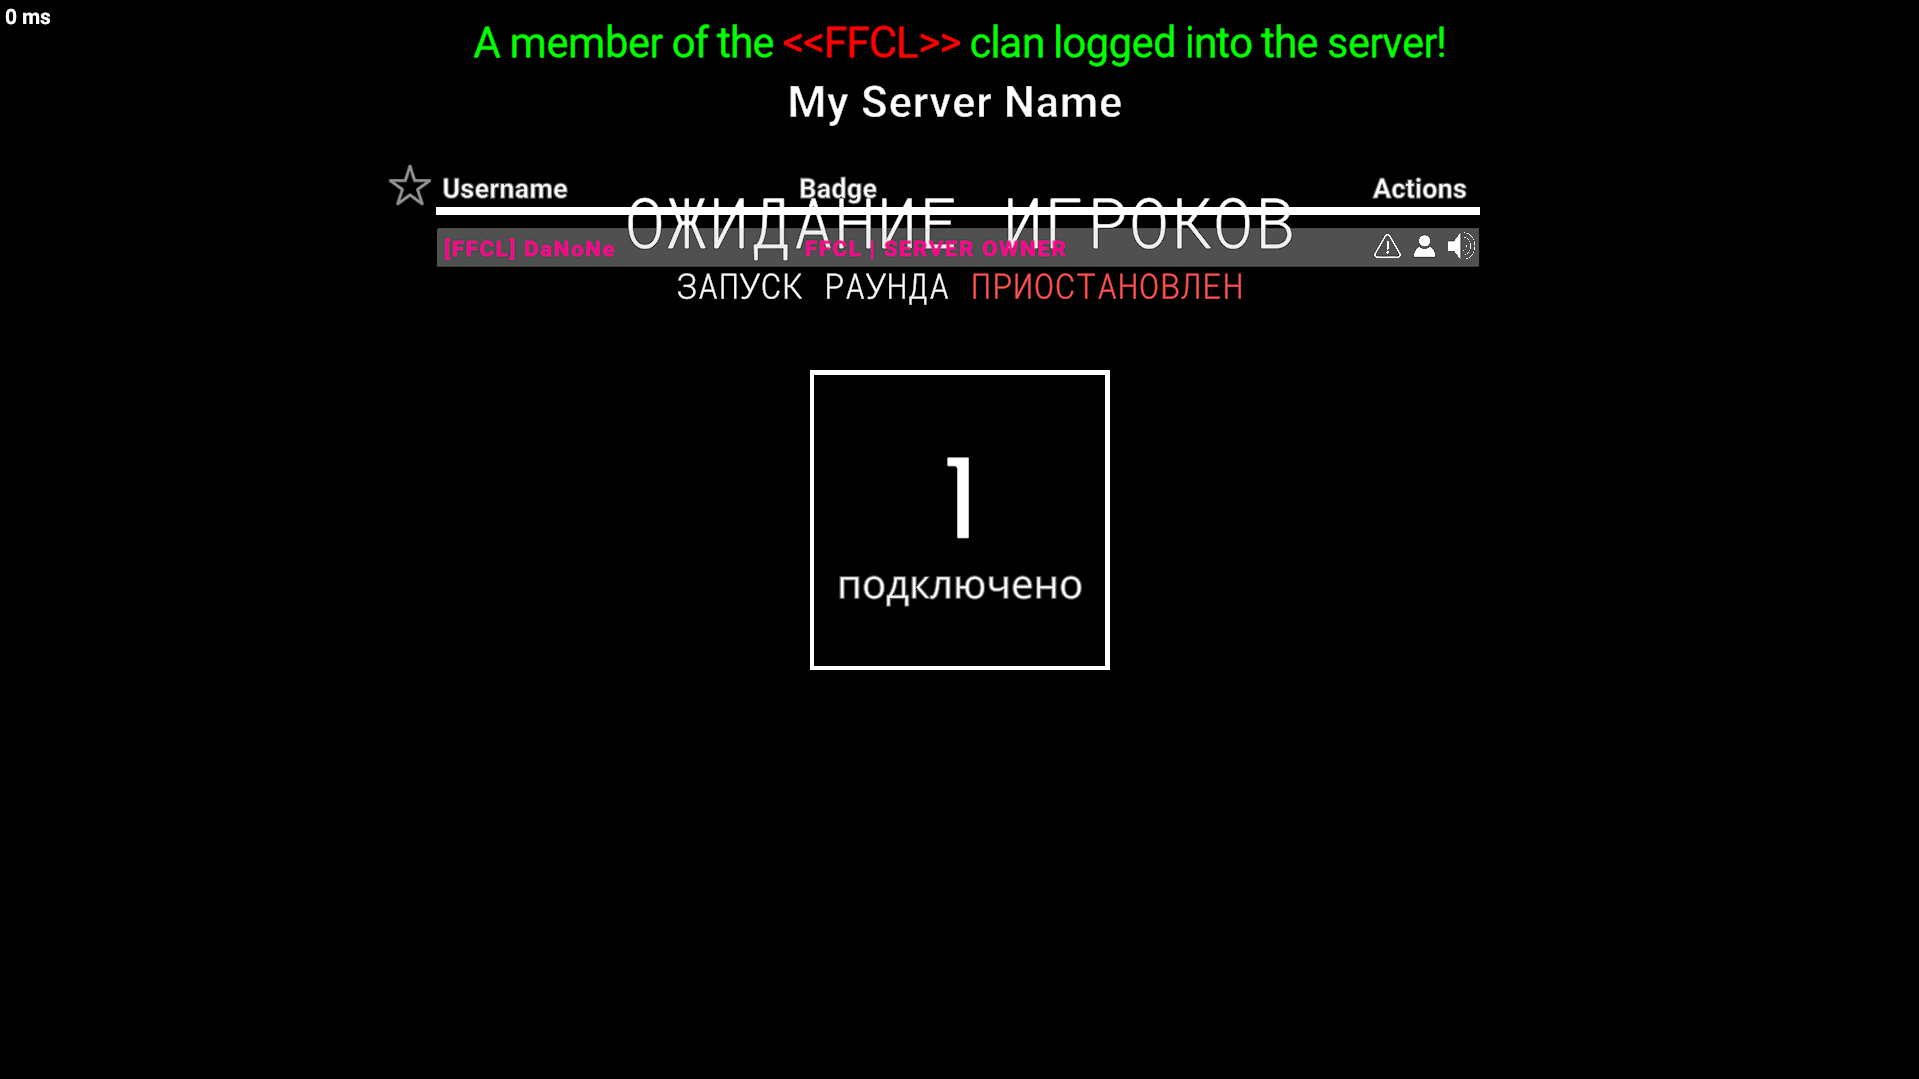 0 ms
A member of the <<FFCL>> clan logged into the server!
My Server Name
Username Badge Actions
ОЖИДАНИЕ ИГРОКОВ
[FFCL] DaNoNe FFCL | SERVER OWNER
ЗАПУСК РАУНДА ПРИОСТАНОВЛЕН
1
подключено